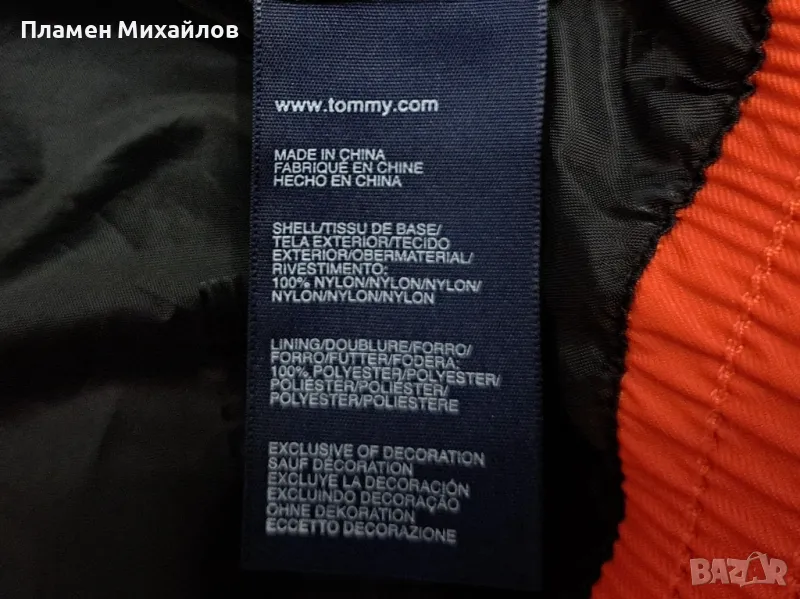 Пламен Михайлов
www.tommy.com
MADE IN CHINA
FABRIQUÉ EN CHINE
HECHO EN CHINA
SHELL/TISSU DE BASE/
TELA EXTERIOR/TECIDO
EXTERIOR/OBERMATERIAL/
RIVESTIMENTO:
100% NYLON/NYLON/NYLON/
NYLON/NYLON/NYLON
LINING/DOUBLURE/FORRO/
FORRO/FUTTER/FODERA:
100% POLYESTER/POLYESTER/
POLIÉSTER/POLIÉSTER/
POLYESTER/POLIESTERE
EXCLUSIVE OF DECORATION
SAUF DÉCORATION
EXCLUYE LA DECORACIÓN
EXCLUINDO DECORAÇÃO
OHNE DEKORATION
ECCETTO DECORAZIONE
BAZAR